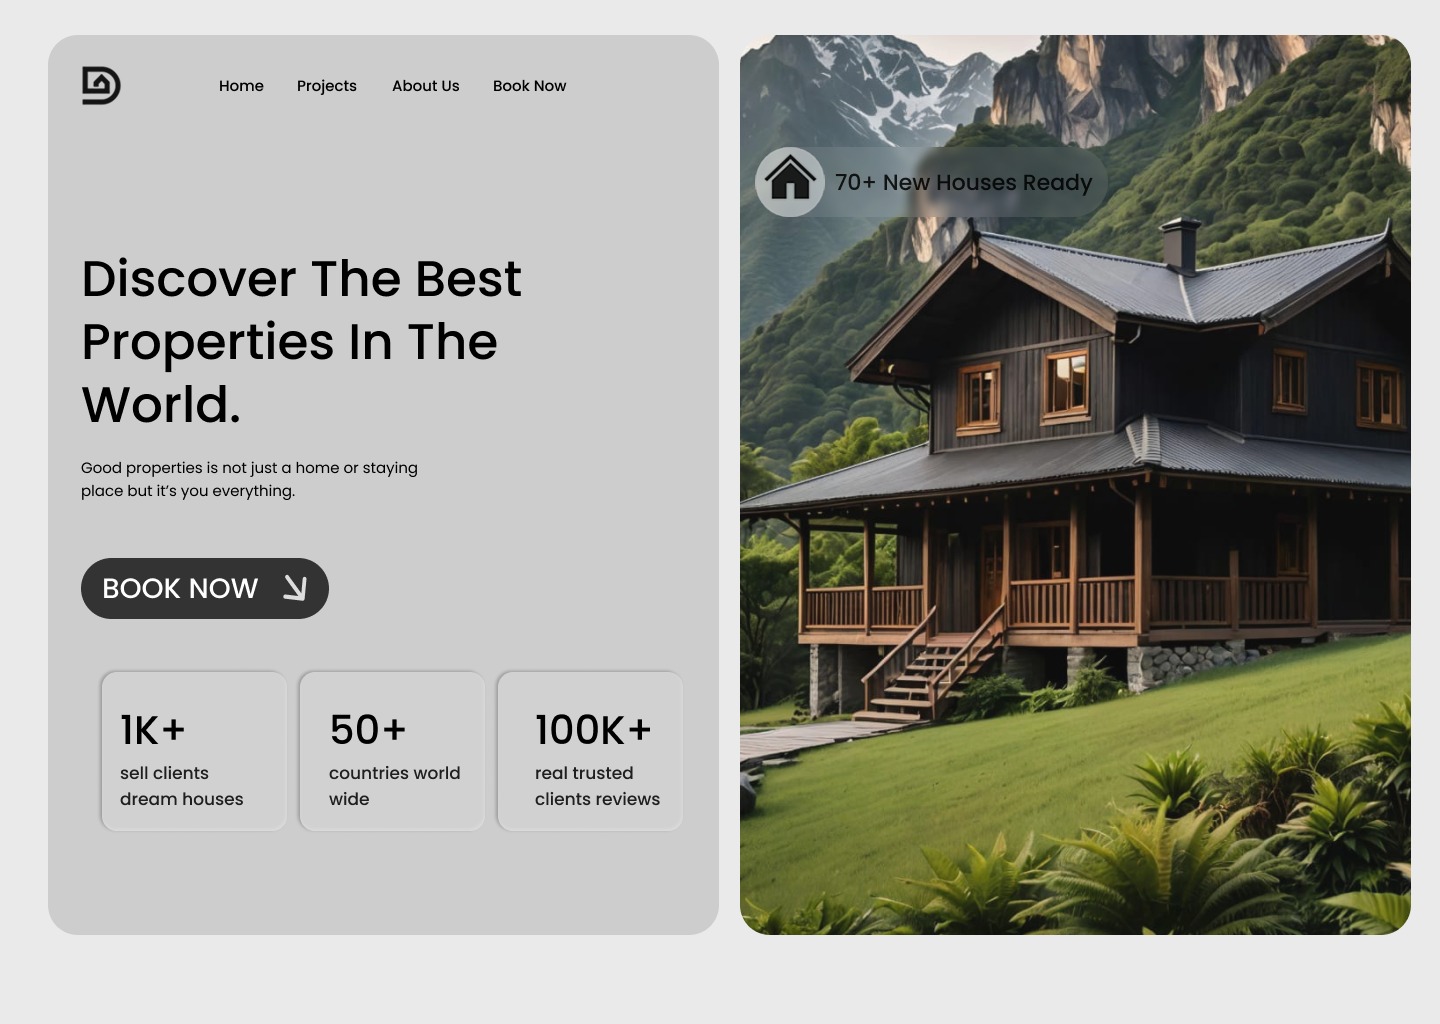 Home
Projects
About Us
Book Now
Discover The Best
Properties In The
World.
Good properties is not just a home or staying
place but it’s you everything.
BOOK NOW
1K+
sell clients
dream houses
50+
countries world
wide
100K+
real trusted
clients reviews
70+ New Houses Ready